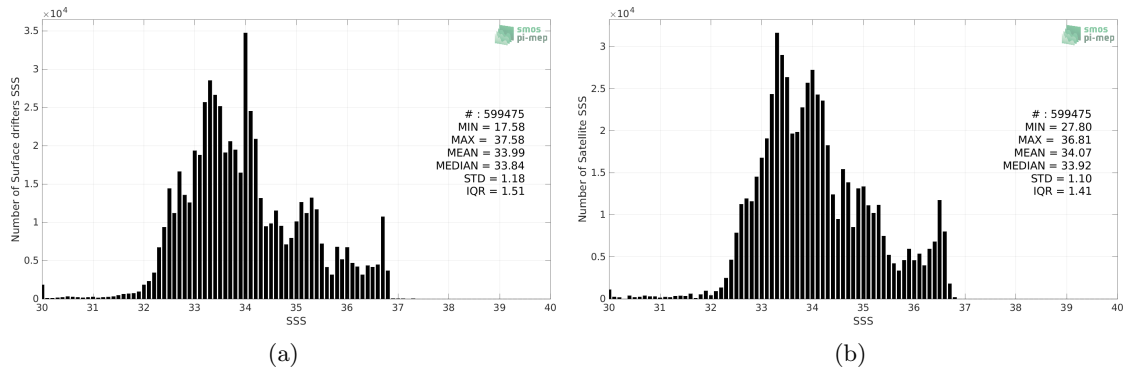 ×10⁴
3.5
3
2.5
2
1.5
1
0.5
0
Number of Surface drifters SSS
30 31 32 33 34 35 36 37 38 39 40
SSS
smos
pi-mep
# : 599475
MIN = 17.58
MAX = 37.58
MEAN = 33.99
MEDIAN = 33.84
STD = 1.18
IQR = 1.51
(a)
×10⁴
3
2.5
2
1.5
1
0.5
0
Number of Satellite SSS
30 31 32 33 34 35 36 37 38 39 40
SSS
smos
pi-mep
# : 599475
MIN = 27.80
MAX = 36.81
MEAN = 34.07
MEDIAN = 33.92
STD = 1.10
IQR = 1.41
(b)